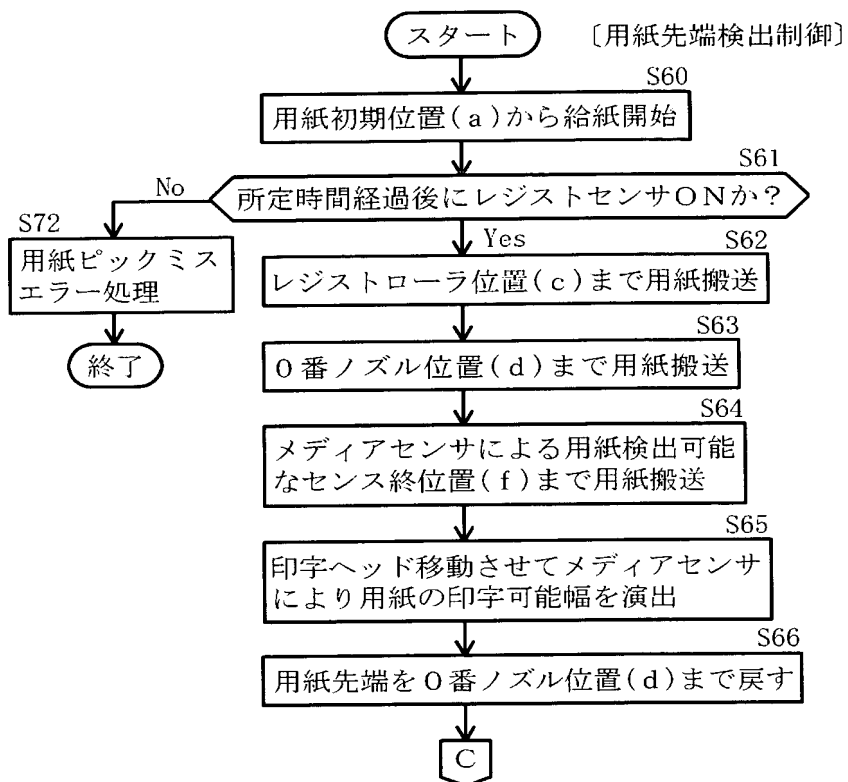 スタート
〔用紙先端検出制御〕
S60
用紙初期位置(a)から給紙開始
S61
所定時間経過後にレジストセンサONか?
No
Yes
S72
用紙ピックミス
エラー処理
終了
S62
レジストローラ位置(c)まで用紙搬送
S63
0番ノズル位置(d)まで用紙搬送
S64
メディアセンサによる用紙検出可能
なセンス終位置(f)まで用紙搬送
S65
印字ヘッド移動させてメディアセンサ
により用紙の印字可能幅を演出
S66
用紙先端を0番ノズル位置(d)まで戻す
C